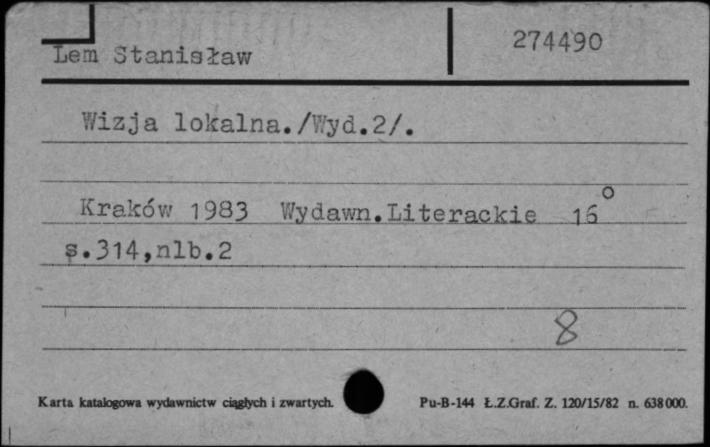 Lem Stanisław 274490
Wizja lokalna./Wyd.2/.
Kraków 1983 Wydawn.Literackie 16°
s.314,nlb.2
8
Karta katalogowa wydawnictw ciągłych i zwartych. Pu-B-144 Ł.Z.Graf. Z. 120/15/82 n. 638000.